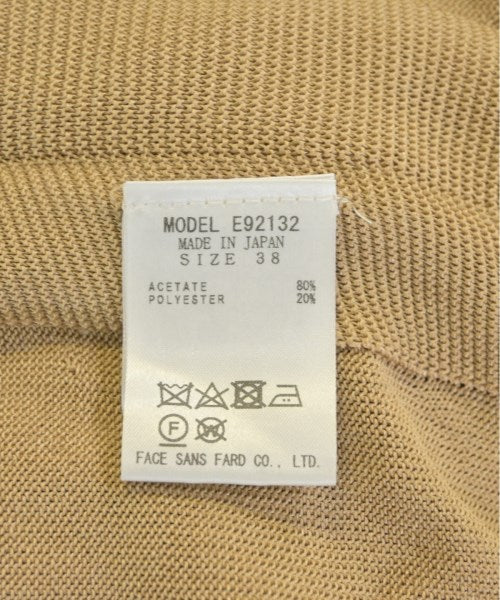 MODEL E92132
MADE IN JAPAN
SIZE 38
ACETATE 80%
POLYESTER 20%
F
W
FACE SANS FARD CO., LTD.